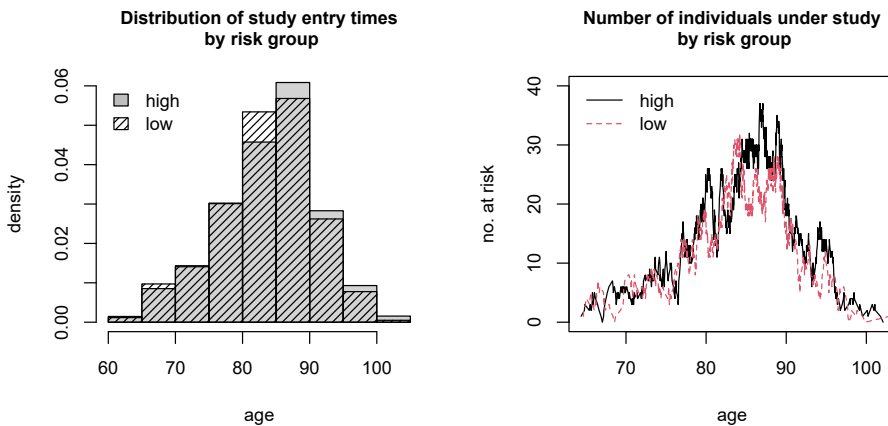 Distribution of study entry times
by risk group
high
low
density
0.00
0.02
0.04
0.06
60
70
80
90
100
age
Number of individuals under study
by risk group
high
low
no. at risk
0
10
20
30
40
70
80
90
100
age